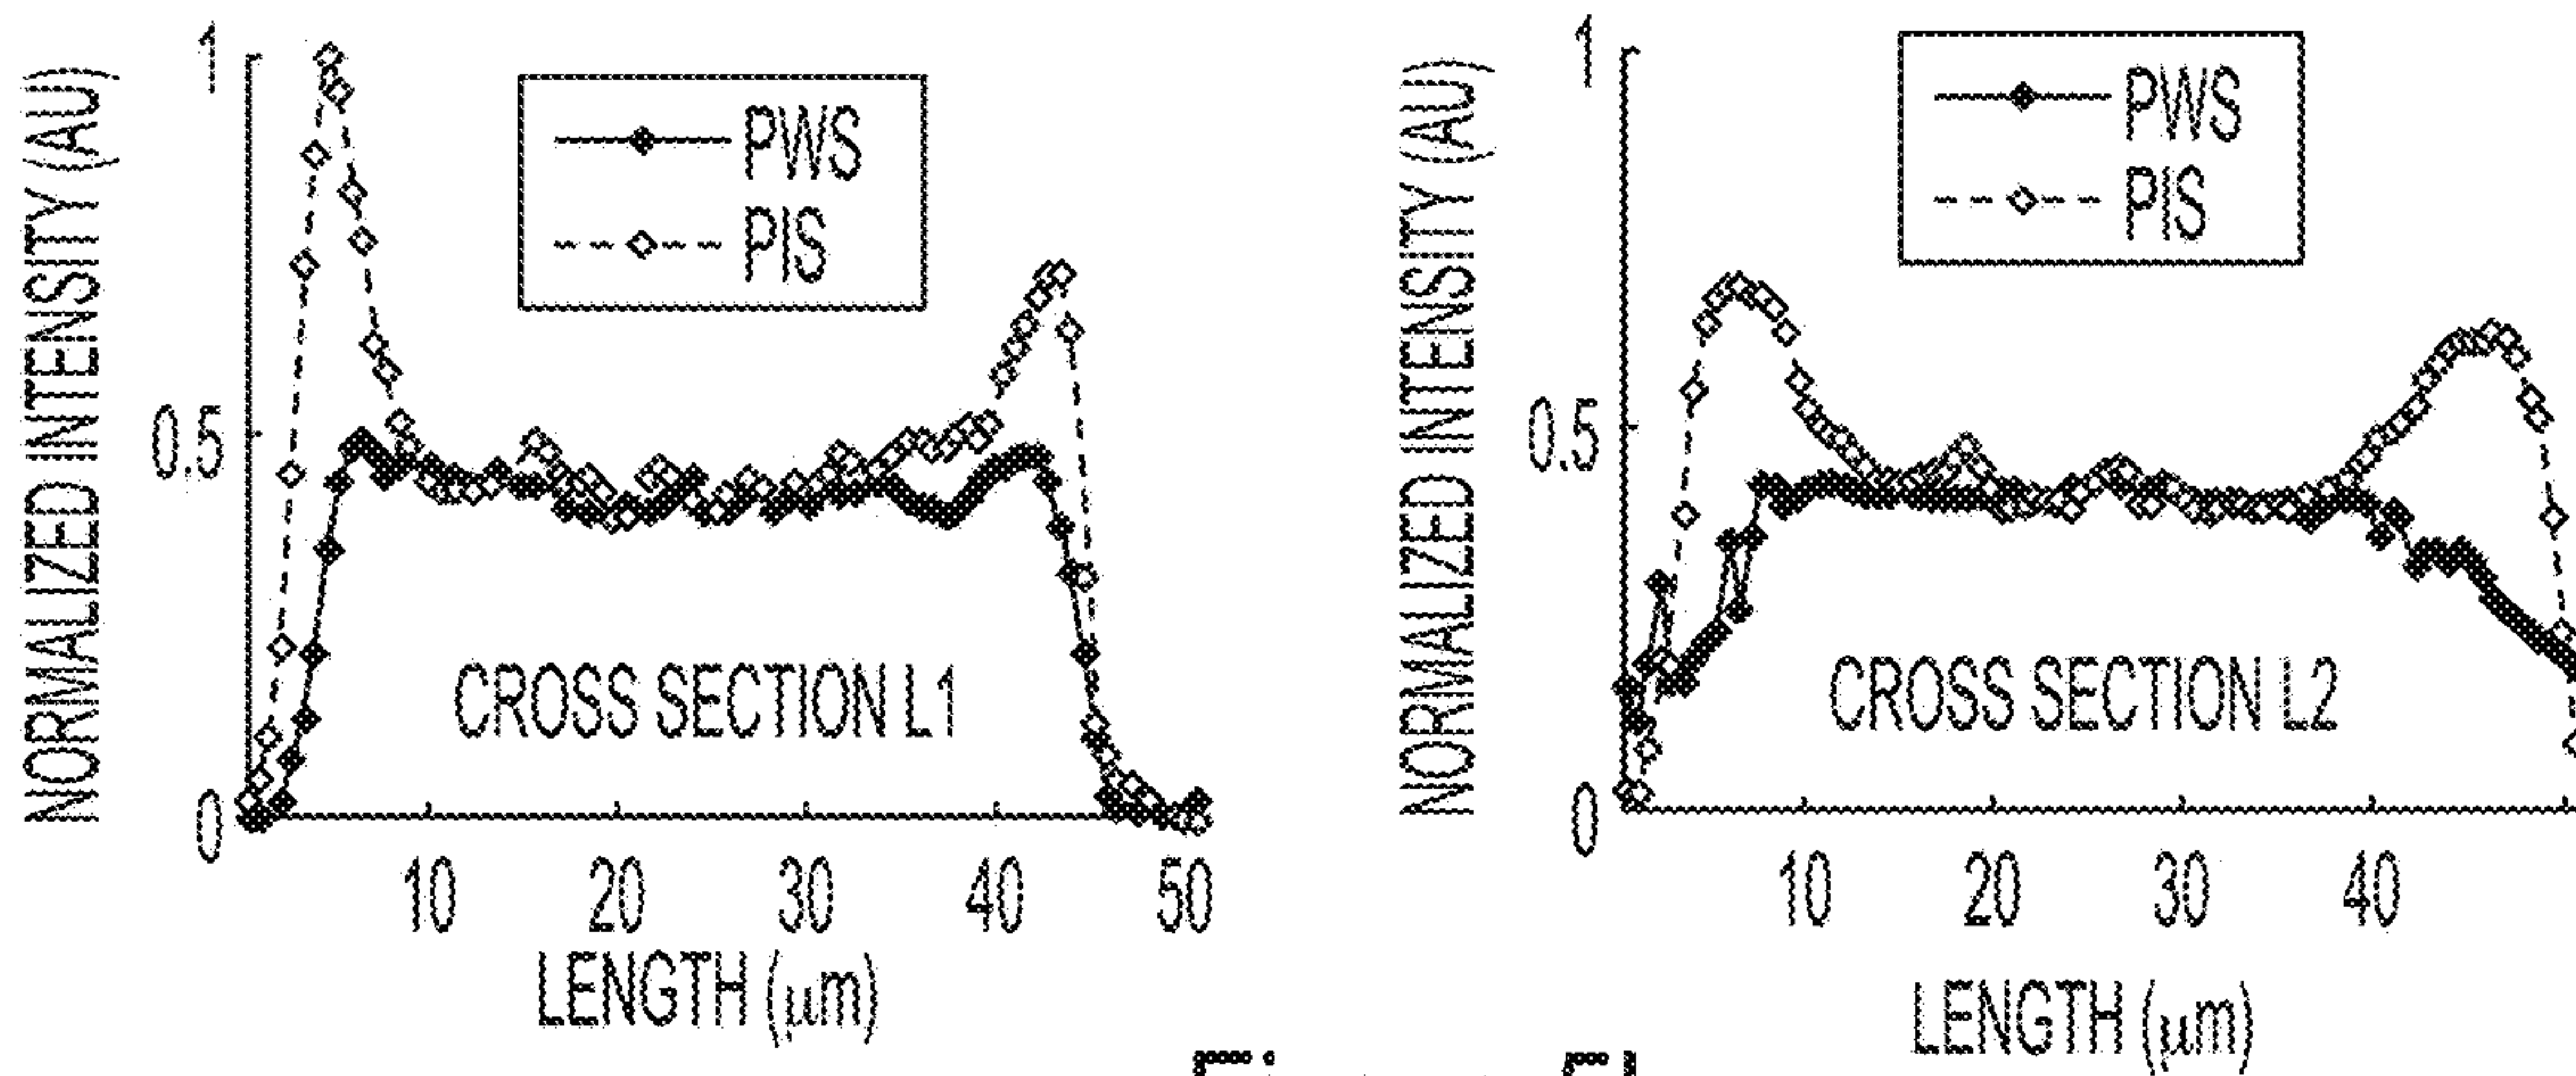 NORMALIZED INTENSITY (AU)
1
0.5
0
PWS
PIS
CROSS SECTION L1
10 20 30 40 50
LENGTH (μm)
NORMALIZED INTENSITY (AU)
1
0.5
0
PWS
PIS
CROSS SECTION L2
10 20 30 40
LENGTH (μm)